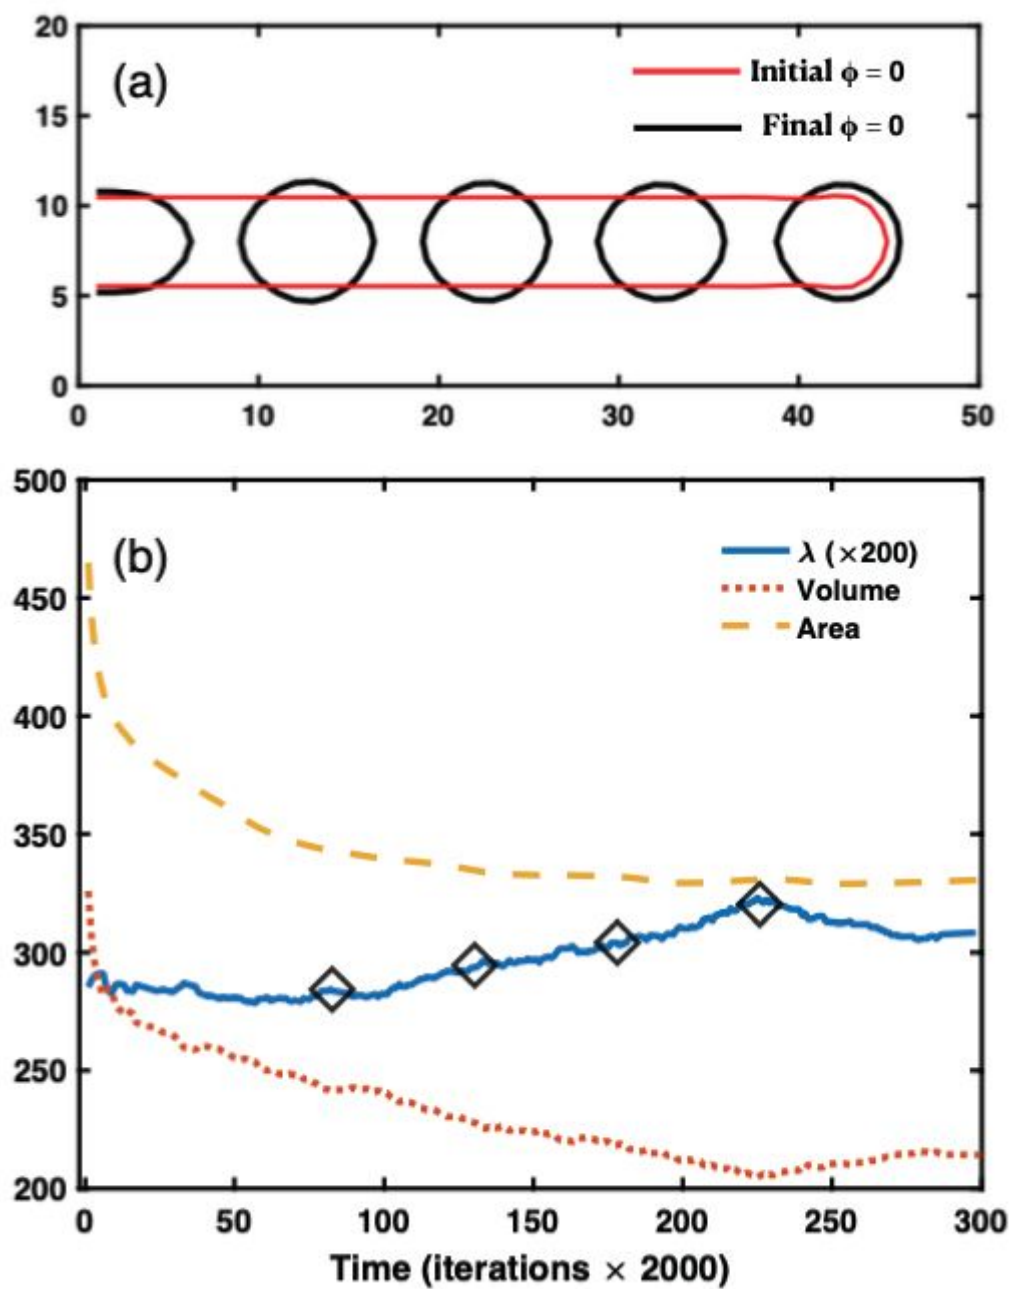 20
(a)
Initial ϕ = 0
15
Final ϕ = 0
10
5
0
0 10 20 30 40 50
500
(b)
λ (×200)
450
Volume
Area
400
350
300
250
200
0 50 100 150 200 250 300
Time (iterations × 2000)